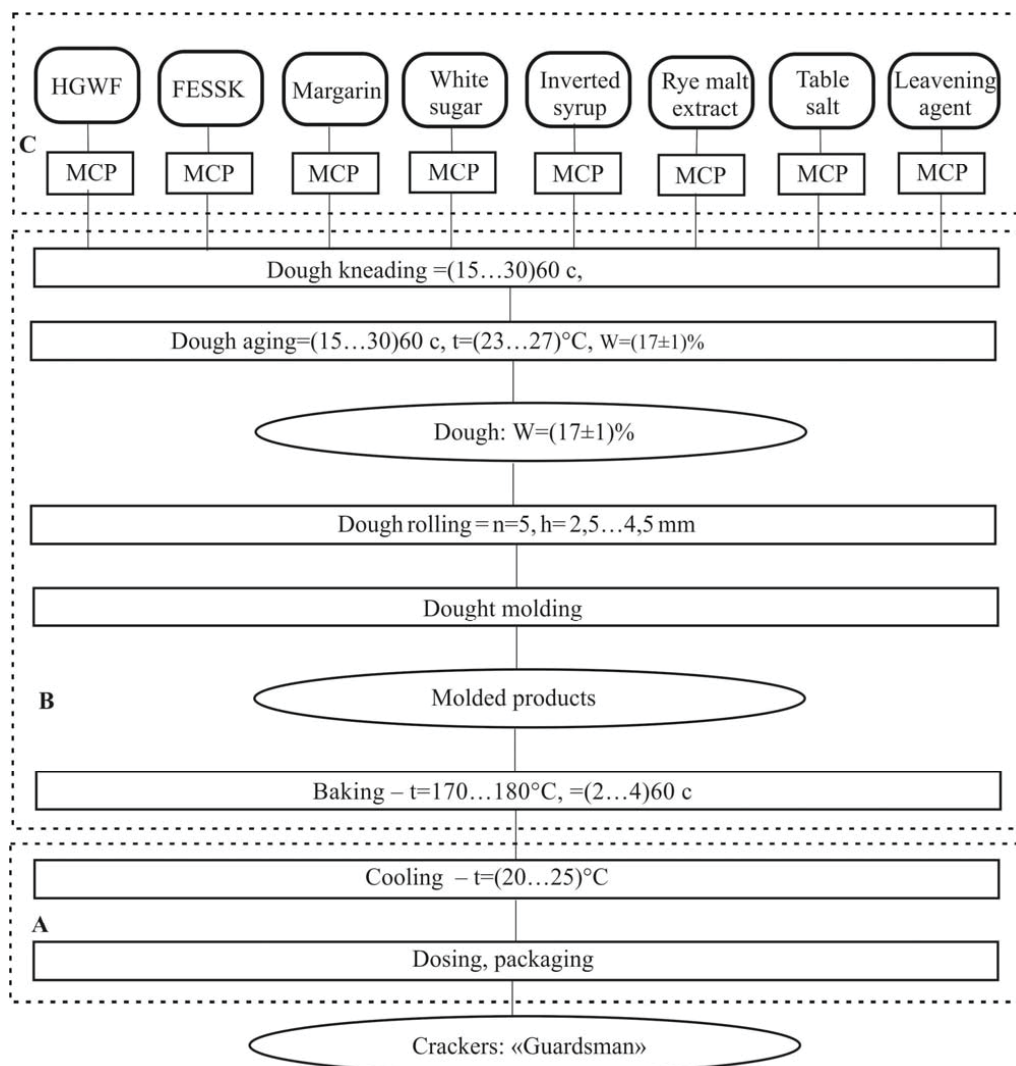 HGWF
FESSK
Margarin
White
sugar
Inverted
syrup
Rye malt
extract
Table
salt
Leavening
agent
C
MCP
MCP
MCP
MCP
MCP
MCP
MCP
MCP
Dough kneading =(15…30)60 c,
Dough aging=(15…30)60 c, t=(23…27)°C, W=(17±1)%
Dough: W=(17±1)%
Dough rolling = n=5, h= 2,5…4,5 mm
Dought molding
Molded products
B
Baking – t=170…180°C, =(2…4)60 c
Cooling – t=(20…25)°C
A
Dosing, packaging
Crackers: «Guardsman»